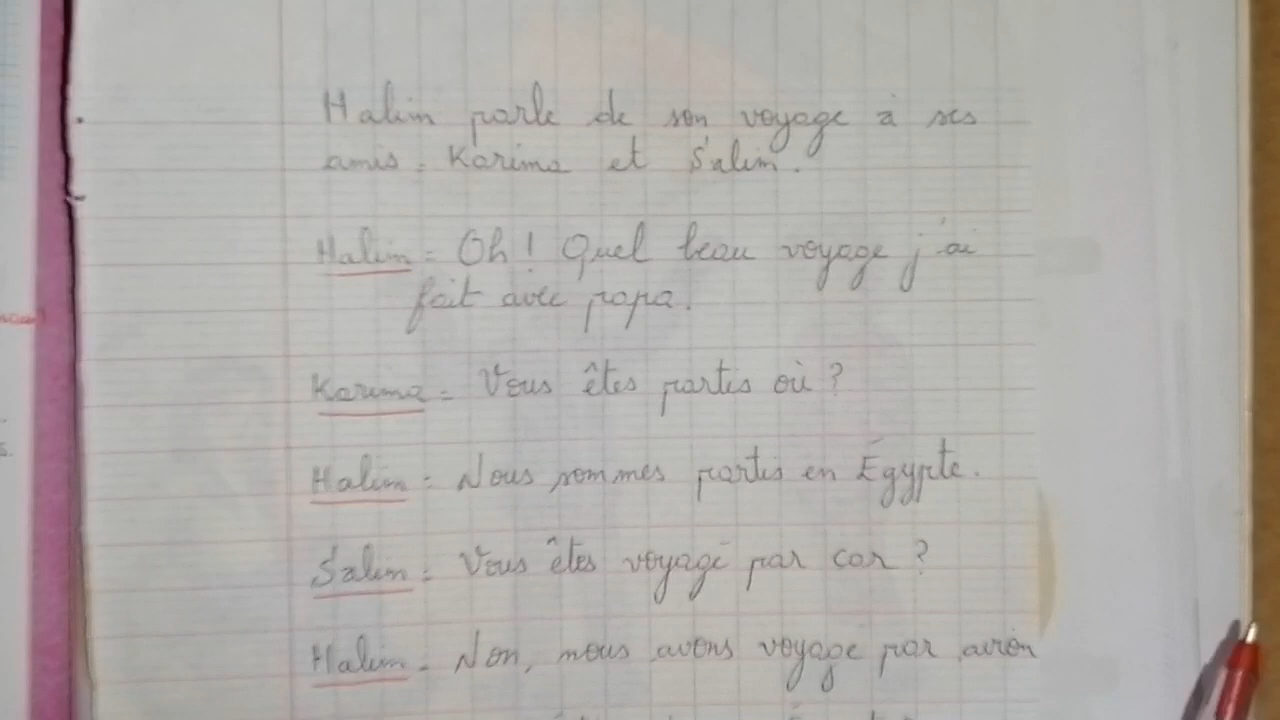 Halim parle de son voyage à ses
amis : Karima et Salim.
Halim : Oh ! Quel beau voyage j'ai
fait avec papa.
Karima : Vous êtes partis où ?
Halim : Nous sommes partis en Égypte.
Salim : Vous êtes voyagé par car ?
Halim : Non, nous avons voyage par avion